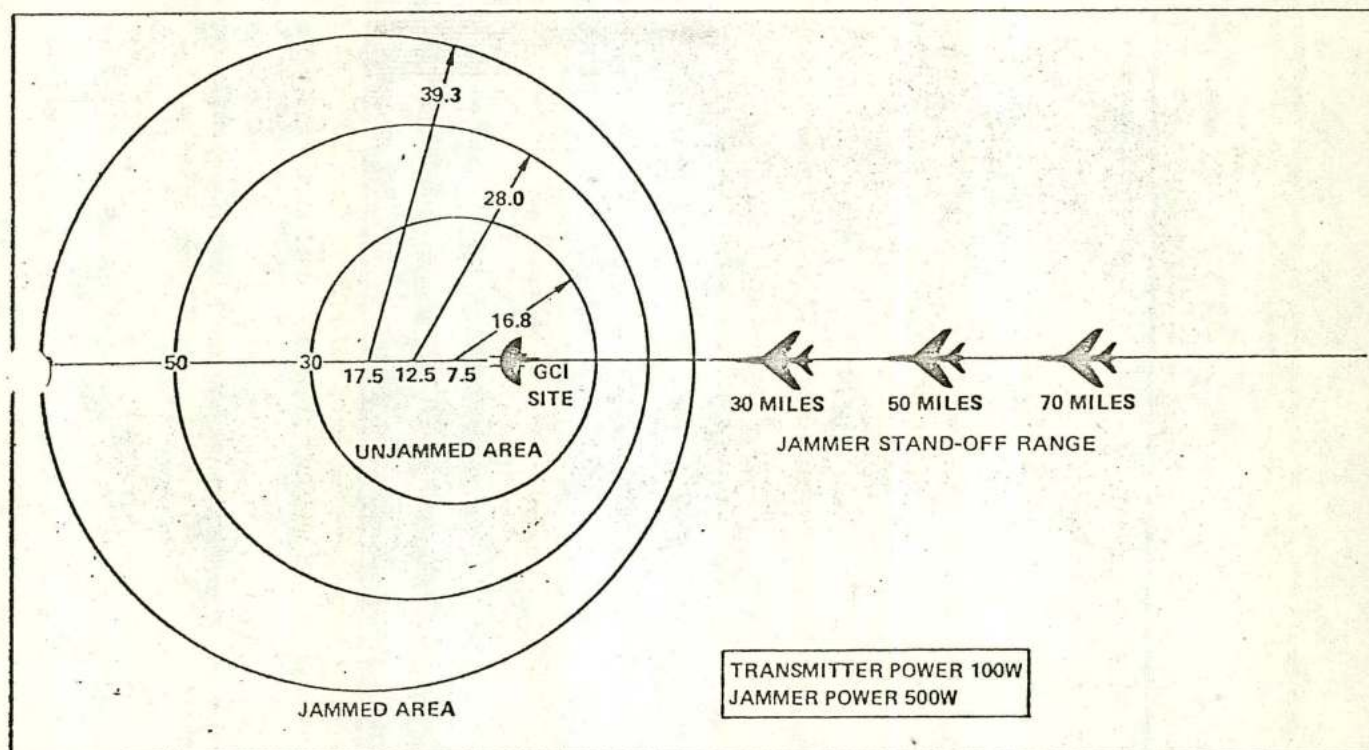 39.3
28.0
16.8
50
30
17.5 12.5 7.5 GCI
SITE
30 MILES 50 MILES 70 MILES
UNJAMMED AREA
JAMMER STAND-OFF RANGE
TRANSMITTER POWER 100W
JAMMER POWER 500W
JAMMED AREA